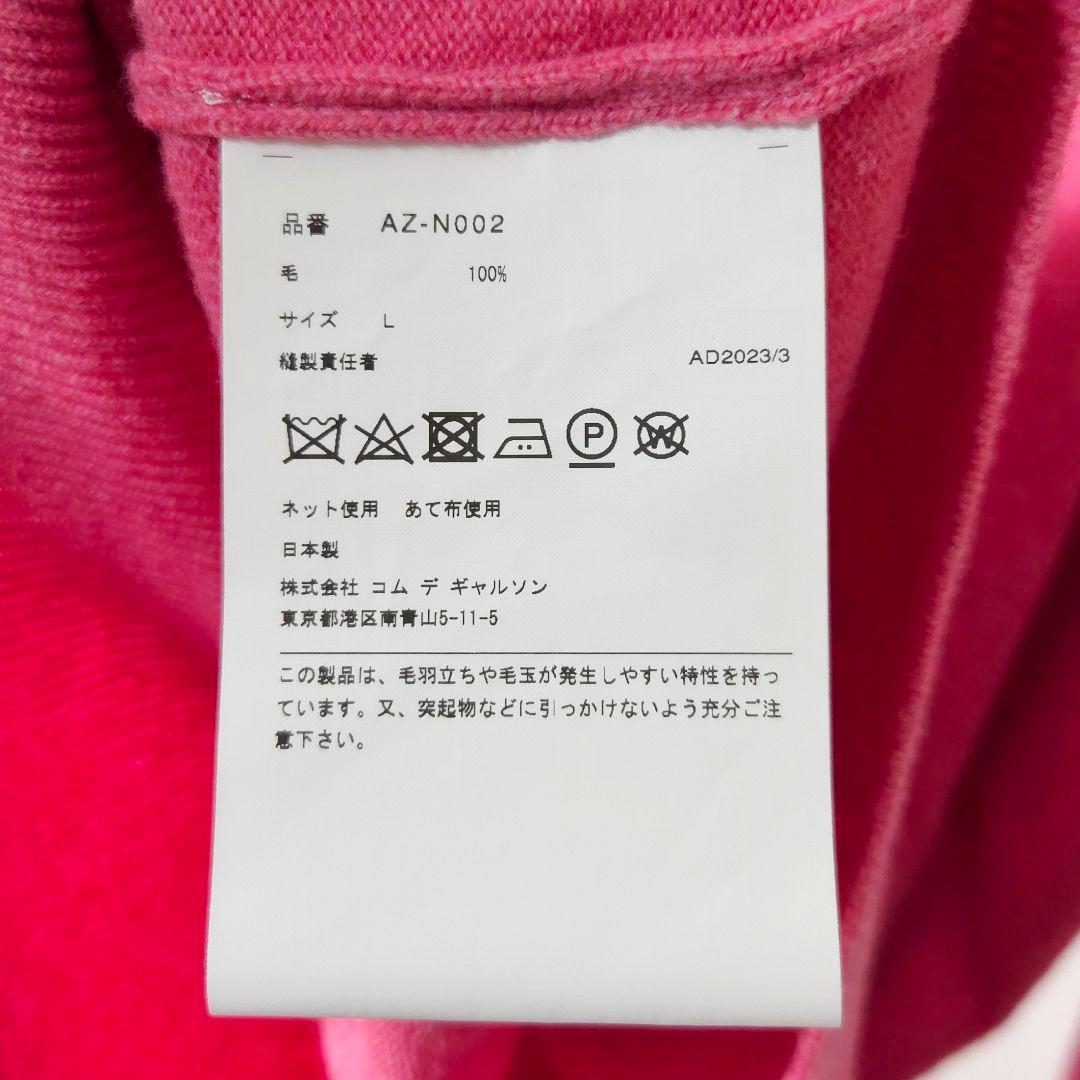 品番 AZ-N002
毛 100%
サイズ L
縫製責任者 AD2023/3
P W
ネット使用 あて布使用
日本製
株式会社 コム デ ギャルソン
東京都港区南青山5-11-5
この製品は、毛羽立ちや毛玉が発生しやすい特性を持っ
ています。又、突起物などに引っかけないよう充分ご注
意下さい。